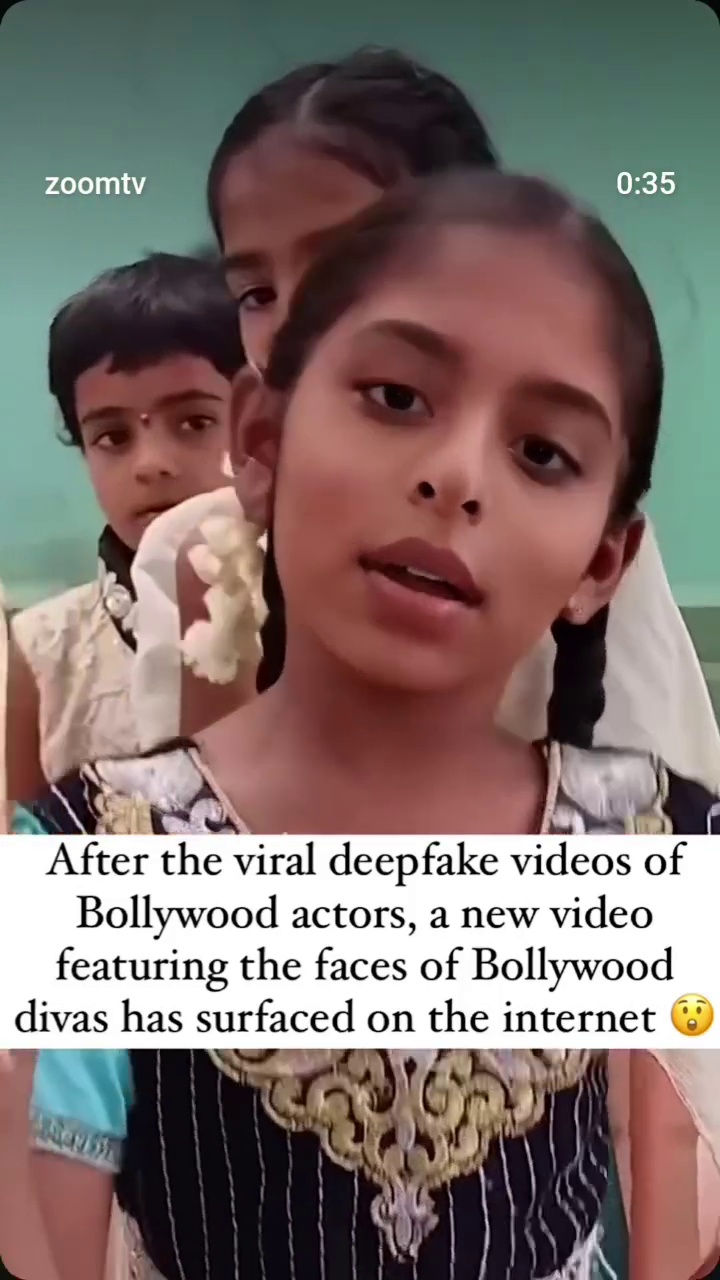 zoomtv
0:35
After the viral deepfake videos of
Bollywood actors, a new video
featuring the faces of Bollywood
divas has surfaced on the internet 😲